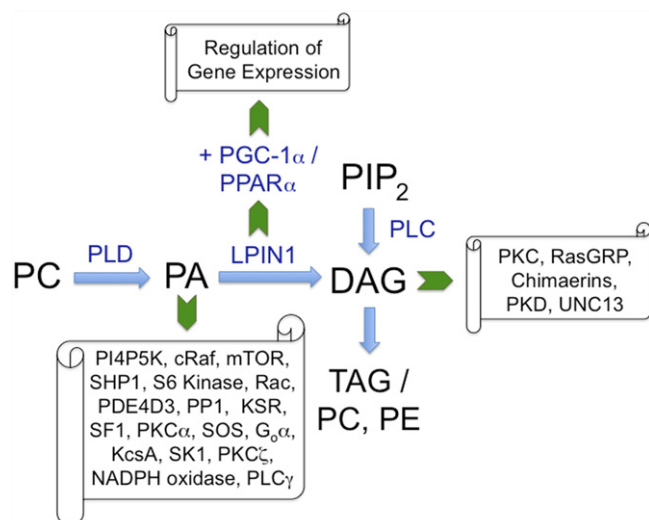 Regulation of
Gene Expression
+ PGC-1α /
PPARα
PIP₂
PLC
PLD
LPIN1
PC
PA
DAG
PKC, RasGRP,
Chimaerins,
PKD, UNC13
PI4P5K, cRaf, mTOR,
SHP1, S6 Kinase, Rac,
PDE4D3, PP1, KSR,
SF1, PKCα, SOS, Gₒα,
KcsA, SK1, PKCζ,
NADPH oxidase, PLCγ
TAG /
PC, PE